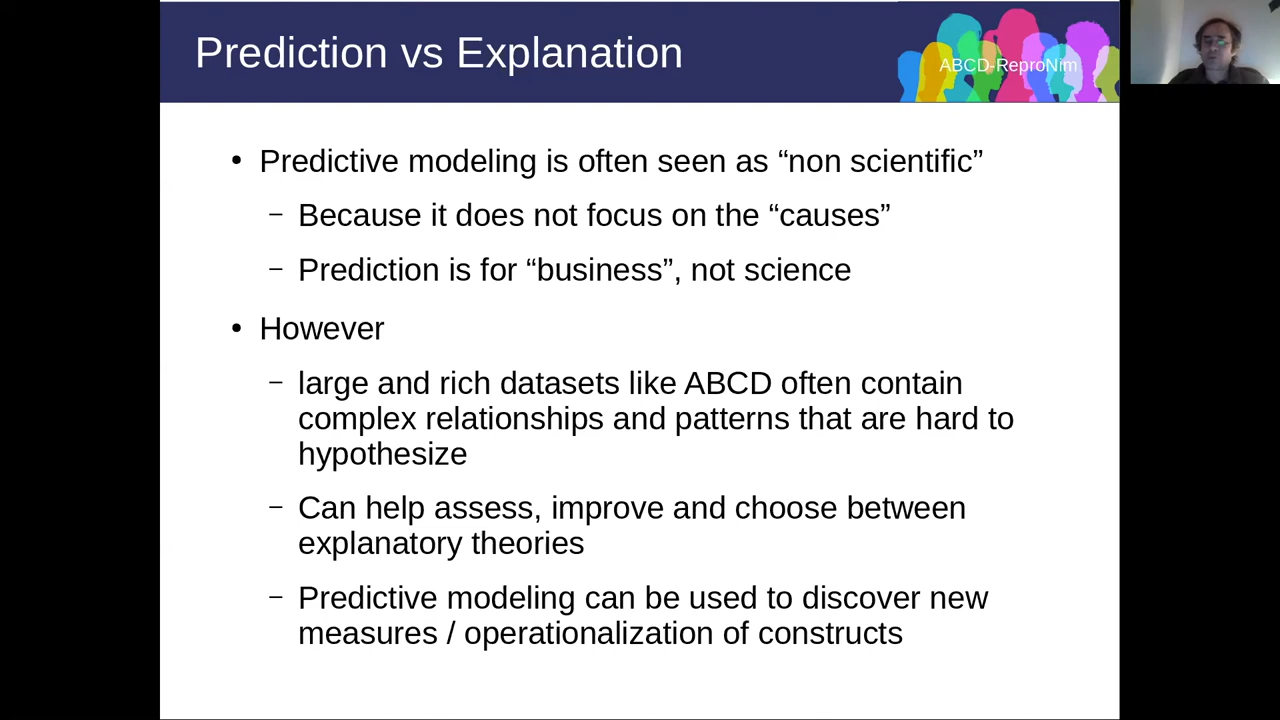 Prediction vs Explanation
ABCD-ReproNim
• Predictive modeling is often seen as “non scientific”
– Because it does not focus on the “causes”
– Prediction is for “business”, not science
• However
– large and rich datasets like ABCD often contain
complex relationships and patterns that are hard to
hypothesize
– Can help assess, improve and choose between
explanatory theories
– Predictive modeling can be used to discover new
measures / operationalization of constructs